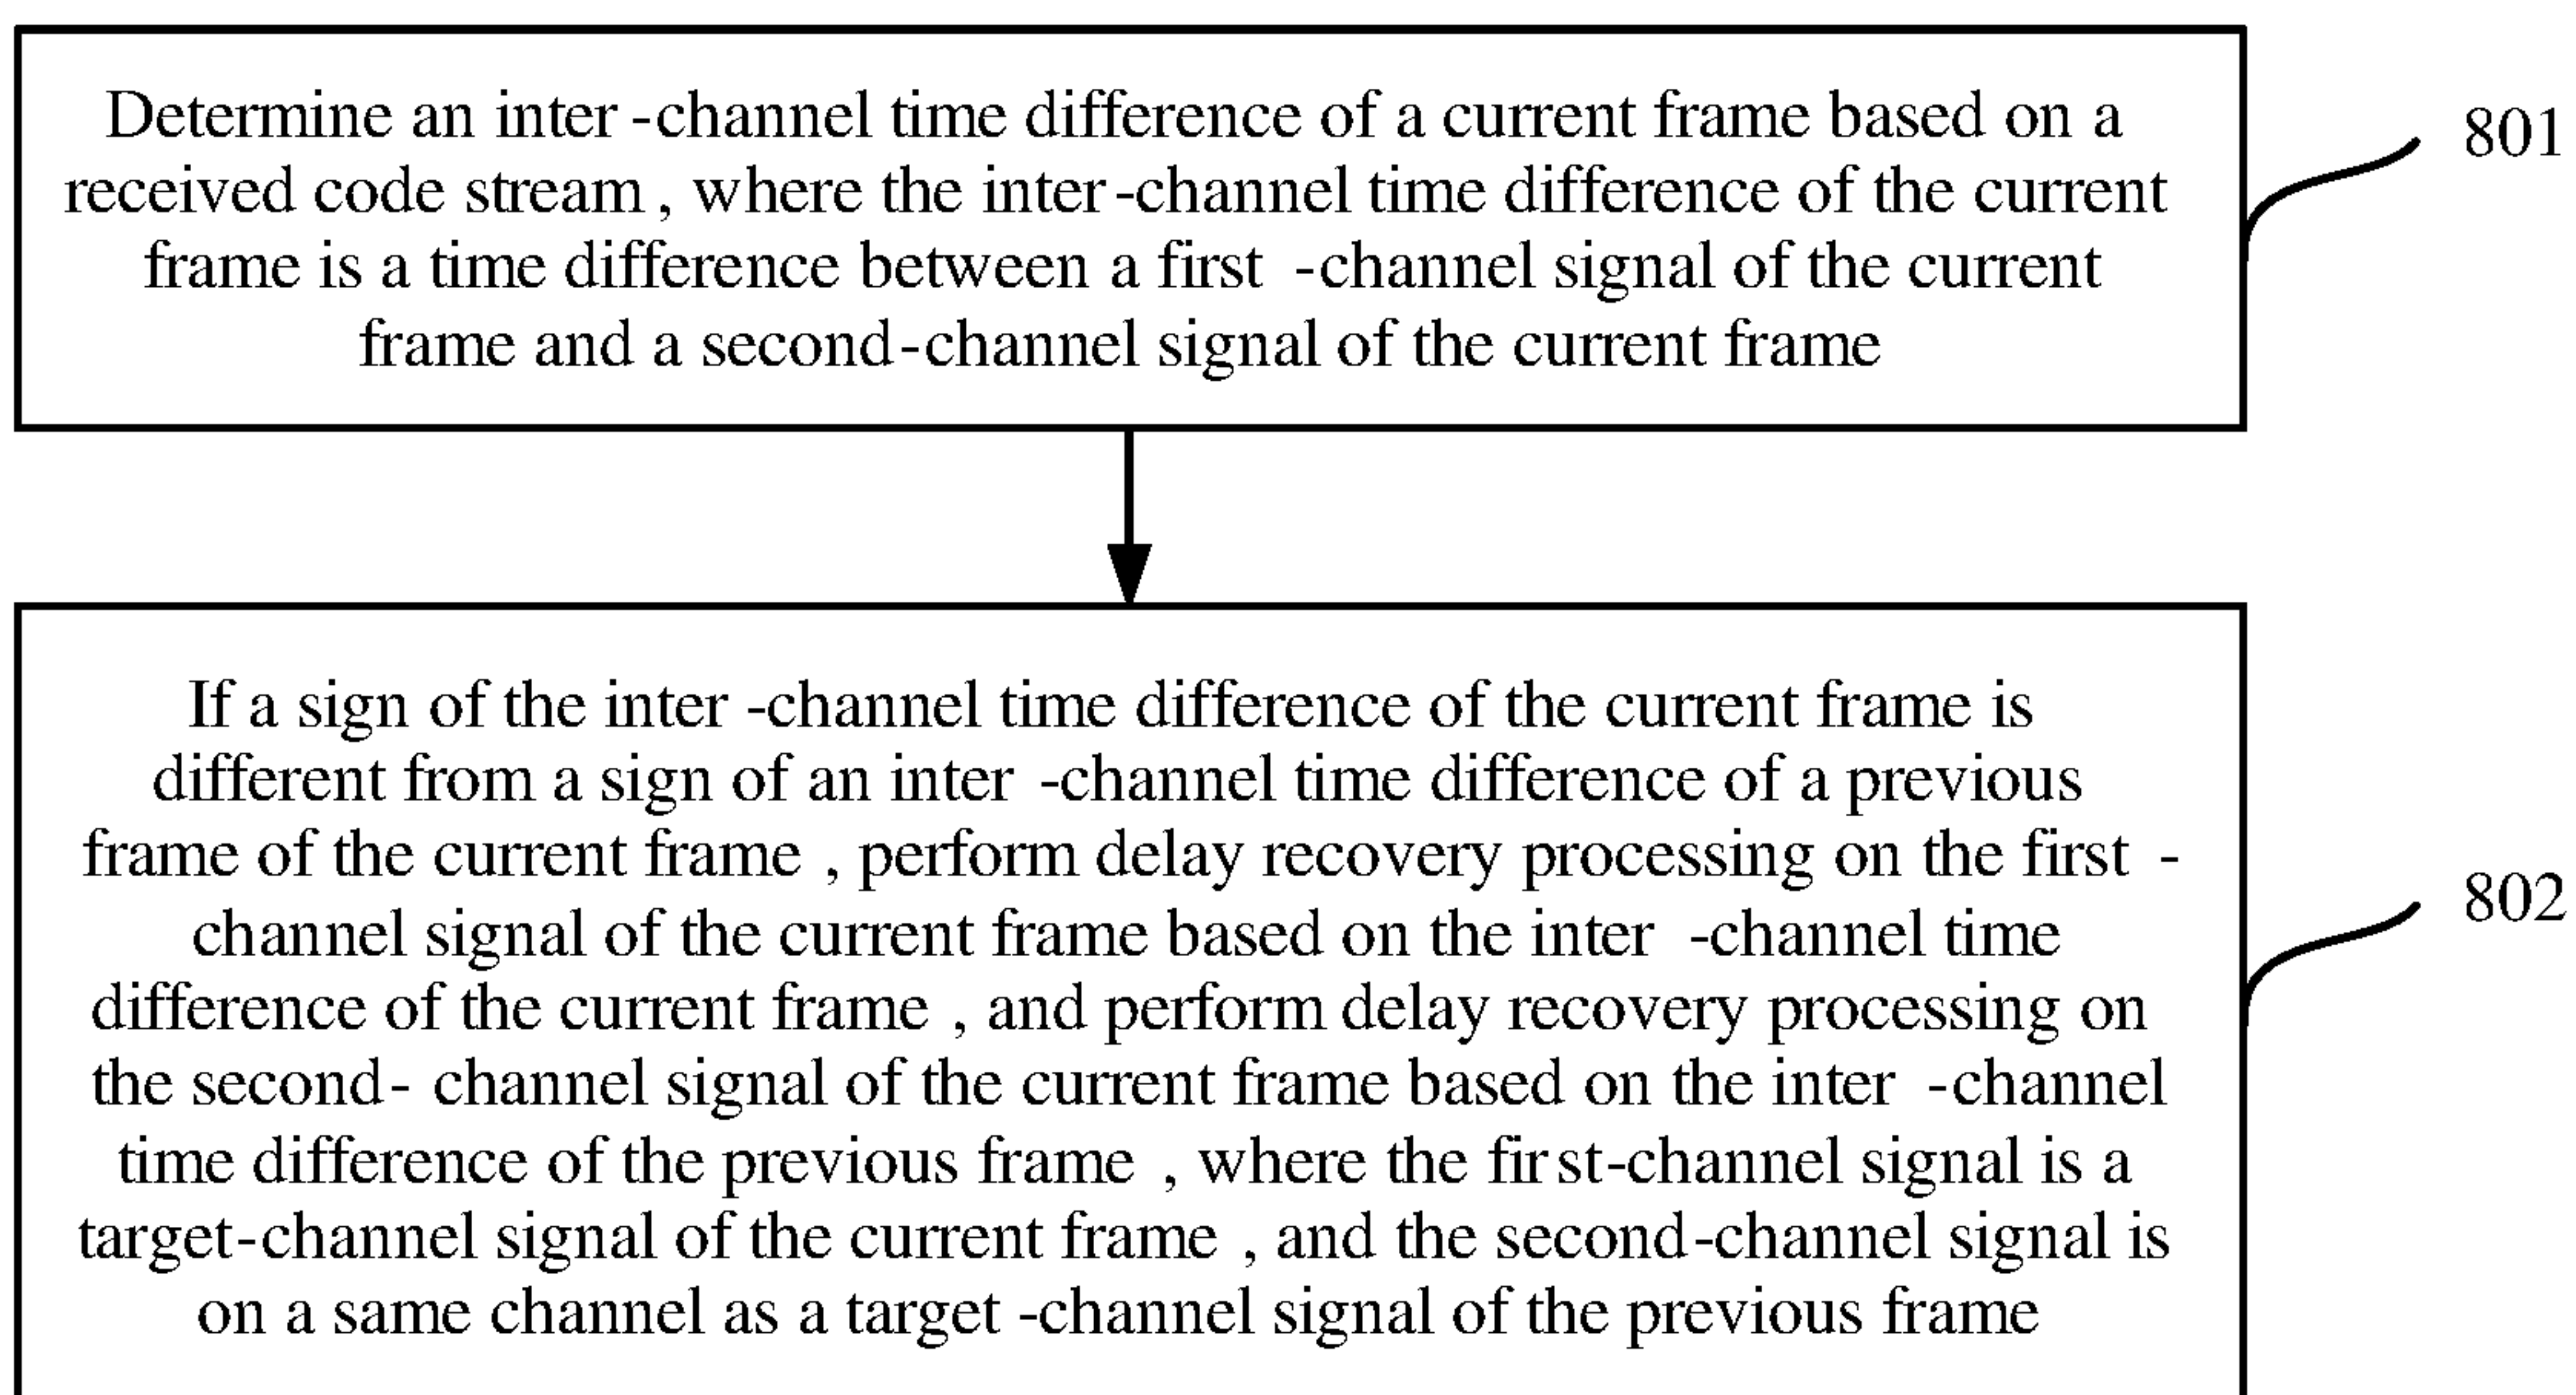 Determine an inter-channel time difference of a current frame based on a
received code stream, where the inter-channel time difference of the current
frame is a time difference between a first -channel signal of the current
frame and a second-channel signal of the current frame
801
If a sign of the inter -channel time difference of the current frame is
different from a sign of an inter -channel time difference of a previous
frame of the current frame , perform delay recovery processing on the first -
channel signal of the current frame based on the inter -channel time
difference of the current frame , and perform delay recovery processing on
the second- channel signal of the current frame based on the inter -channel
time difference of the previous frame , where the first-channel signal is a
target-channel signal of the current frame , and the second-channel signal is
on a same channel as a target -channel signal of the previous frame
802